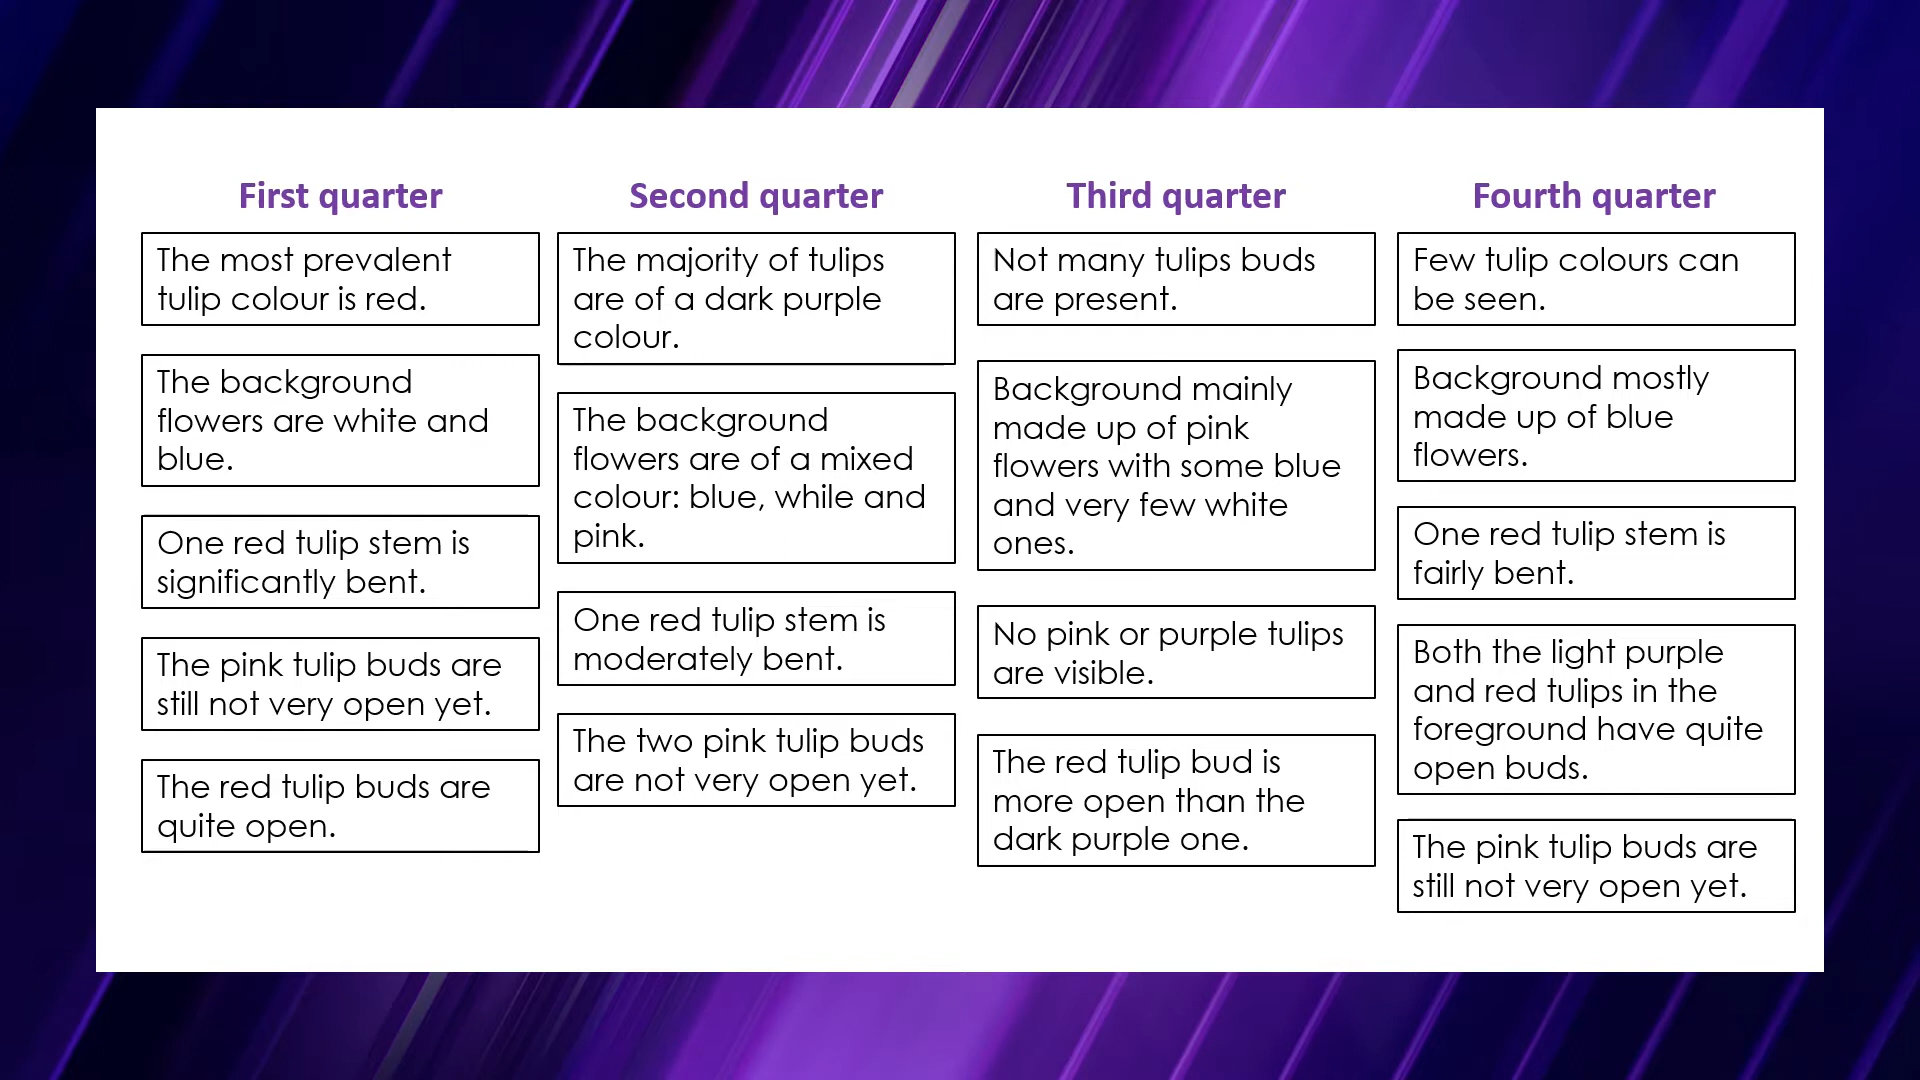 First quarter
The most prevalent
tulip colour is red.
The background
flowers are white and
blue.
One red tulip stem is
significantly bent.
The pink tulip buds are
still not very open yet.
The red tulip buds are
quite open.
Second quarter
The majority of tulips
are of a dark purple
colour.
The background
flowers are of a mixed
colour: blue, while and
pink.
One red tulip stem is
moderately bent.
The two pink tulip buds
are not very open yet.
Third quarter
Not many tulips buds
are present.
Background mainly
made up of pink
flowers with some blue
and very few white
ones.
No pink or purple tulips
are visible.
The red tulip bud is
more open than the
dark purple one.
Fourth quarter
Few tulip colours can
be seen.
Background mostly
made up of blue
flowers.
One red tulip stem is
fairly bent.
Both the light purple
and red tulips in the
foreground have quite
open buds.
The pink tulip buds are
still not very open yet.